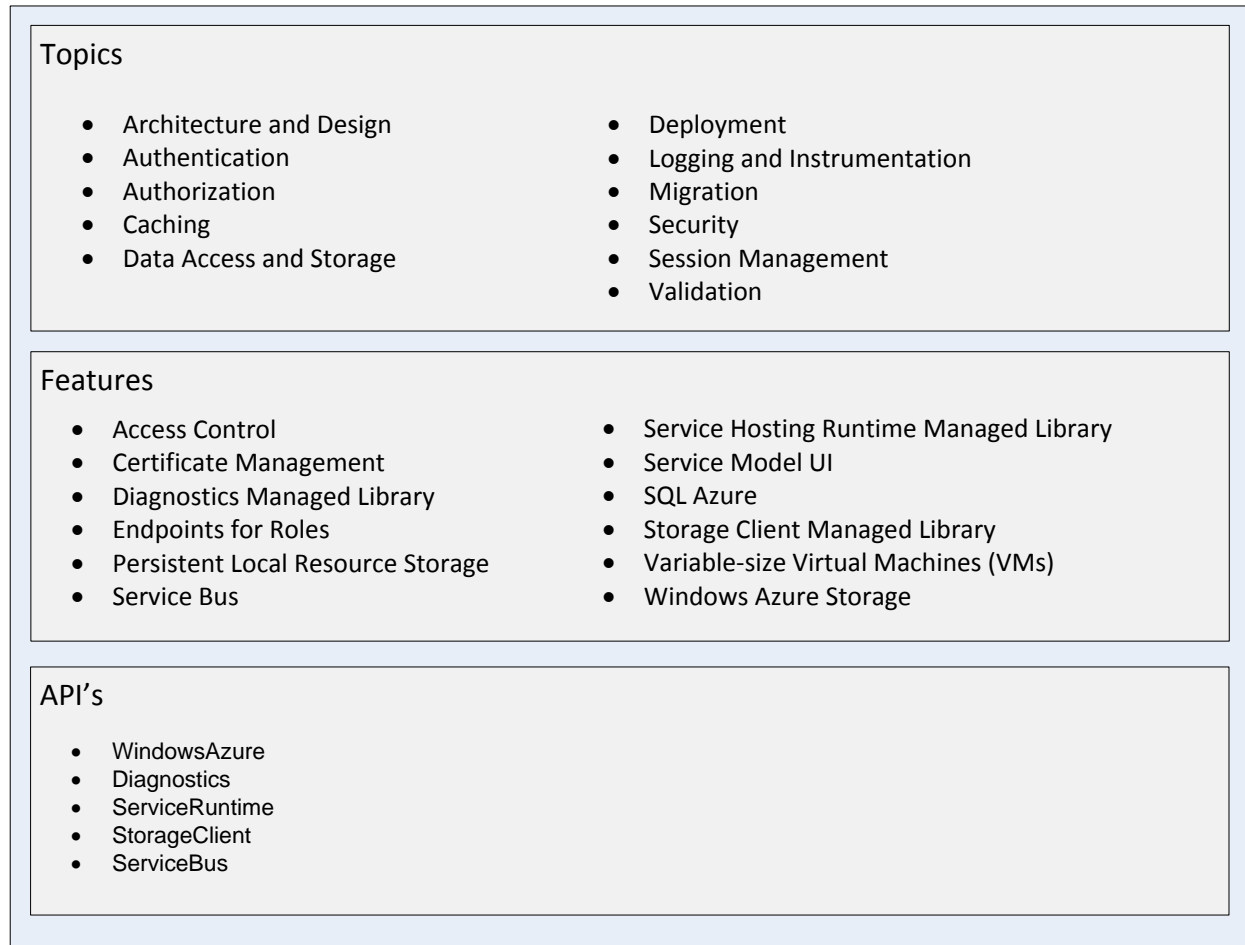 Topics
Architecture and Design
Authentication
Authorization
Caching
Data Access and Storage
Deployment
Logging and Instrumentation
Migration
Security
Session Management
Validation
Features
Access Control
Certificate Management
Diagnostics Managed Library
Endpoints for Roles
Persistent Local Resource Storage
Service Bus
Service Hosting Runtime Managed Library
Service Model UI
SQL Azure
Storage Client Managed Library
Variable-size Virtual Machines (VMs)
Windows Azure Storage
API’s
WindowsAzure
Diagnostics
ServiceRuntime
StorageClient
ServiceBus